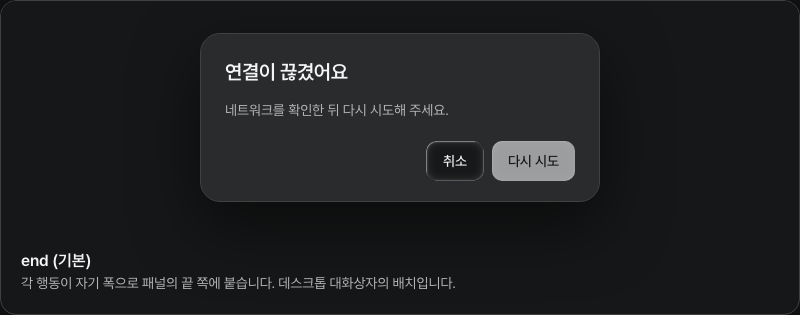 연결이 끊겼어요
네트워크를 확인한 뒤 다시 시도해 주세요.
취소
다시 시도
end (기본)
각 행동이 자기 폭으로 패널의 끝 쪽에 붙습니다. 데스크톱 대화상자의 배치입니다.